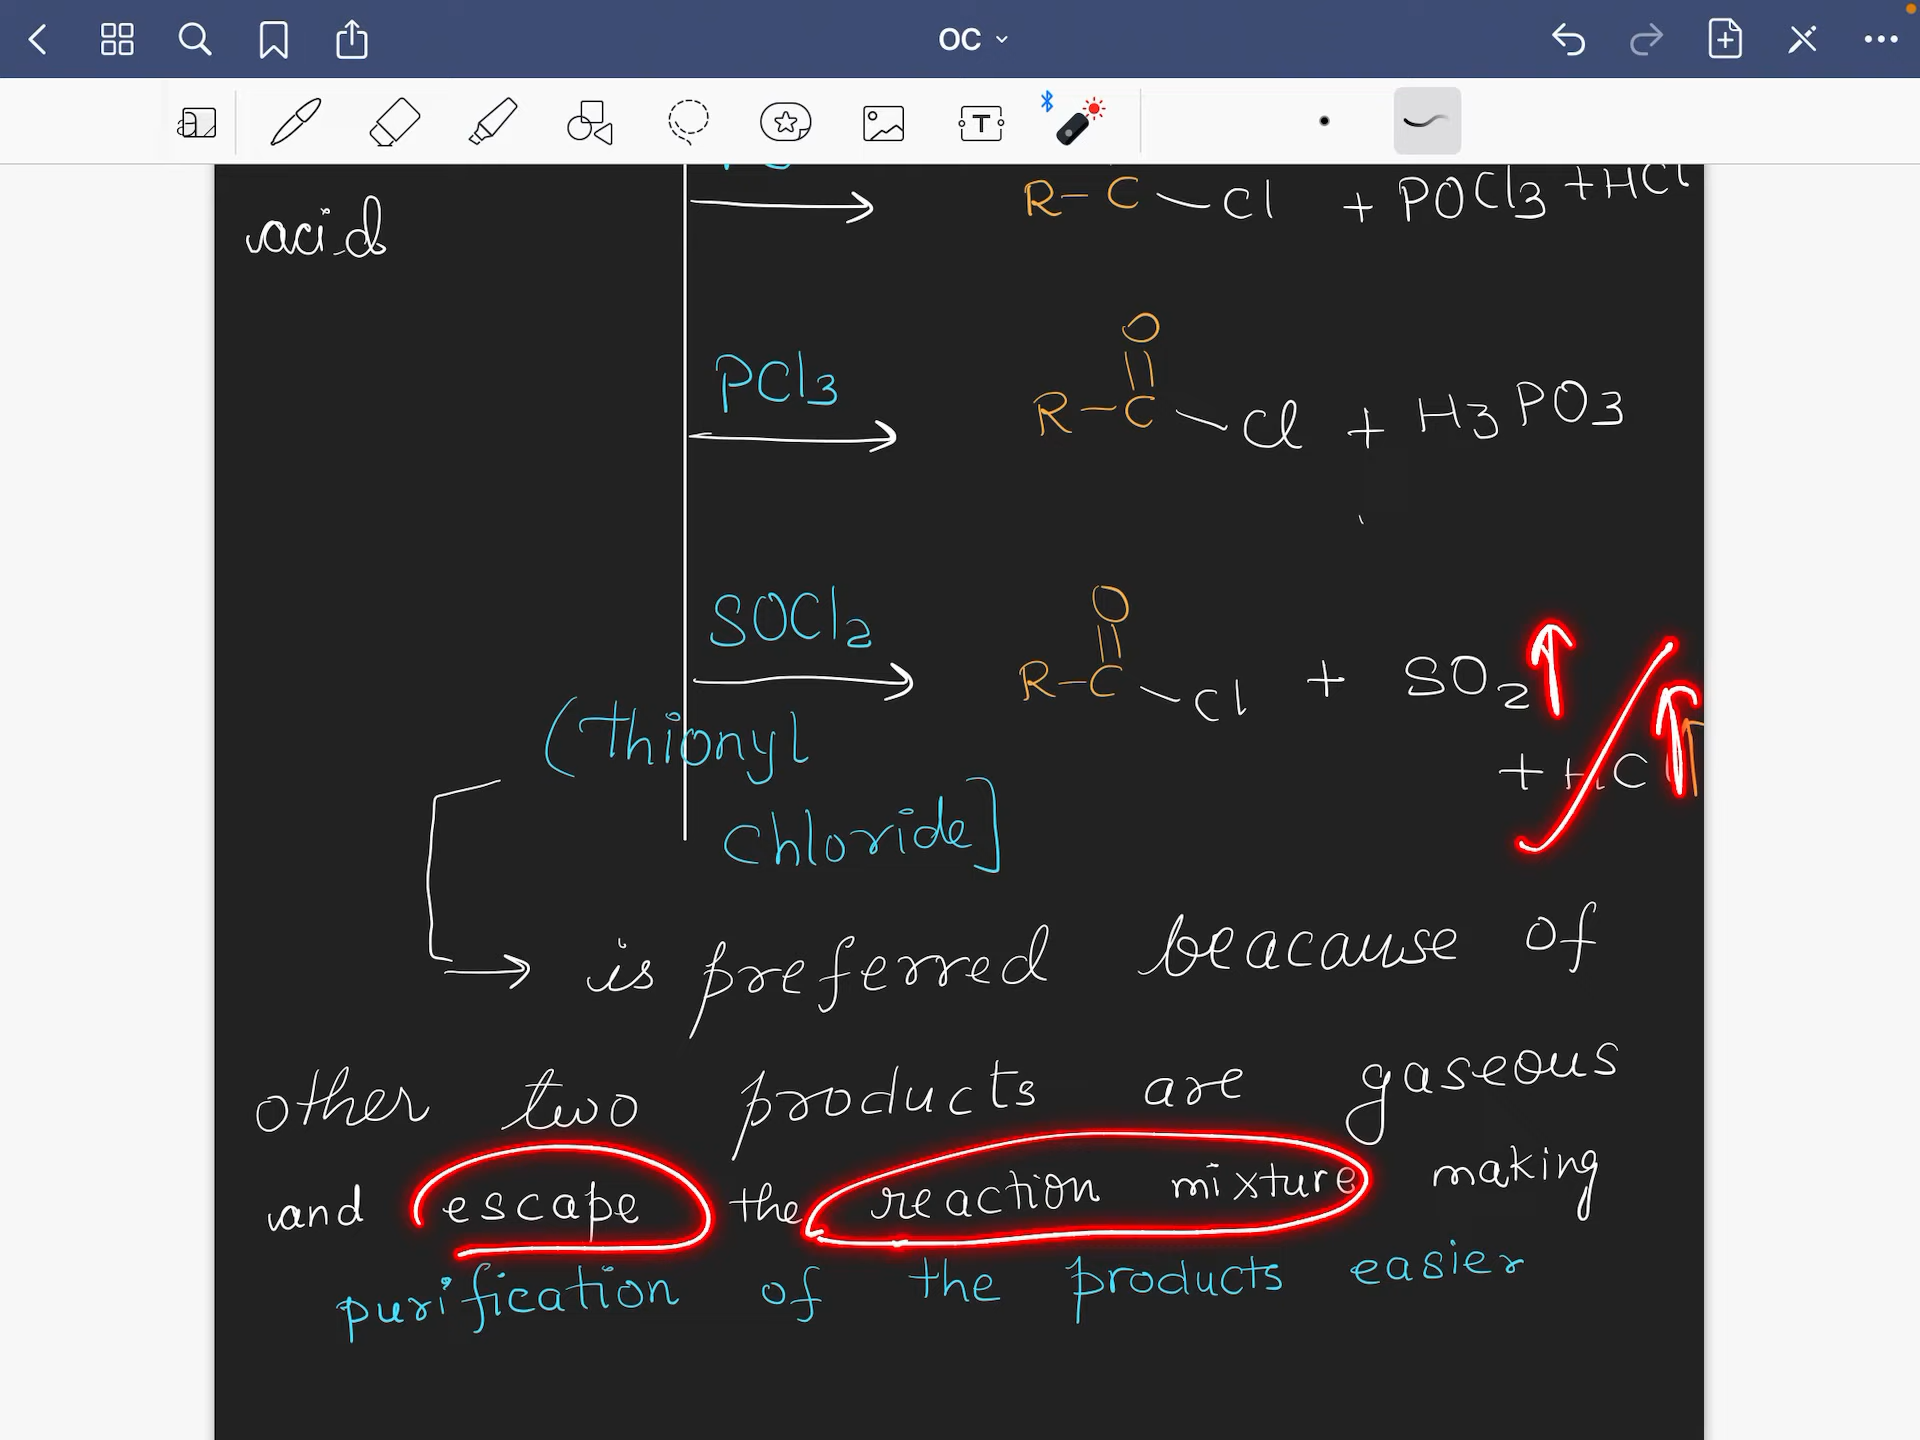 OC
T
R-C-Cl + POCl3 + HCl
acid
O
PCl3
R-C-Cl + H3PO3
O
SOCl2
R-C-Cl + SO2 ↑
(thionyl
+ HC ↑
chloride]
→ is preferred beacause of
other two products are gaseous
and escape the reaction mixture making
purification of the products easier